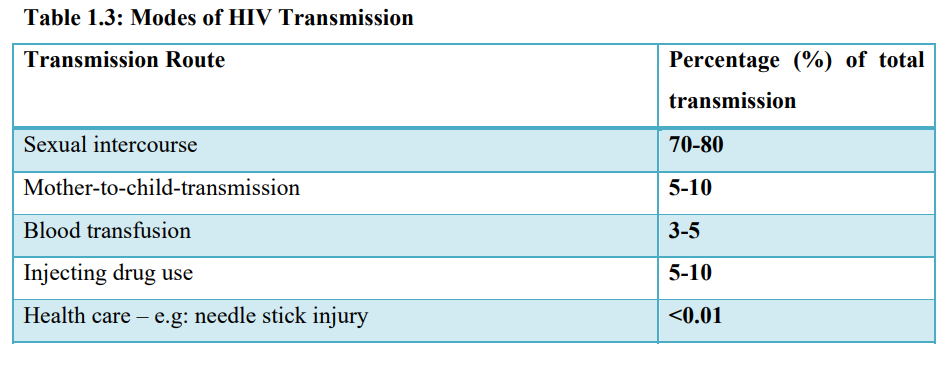 Table 1.3: Modes of HIV Transmission
Transmission Route Percentage (%) of total
transmission
Sexual intercourse 70-80
Mother-to-child-transmission 5-10
Blood transfusion 3-5
Injecting drug use 5-10
Health care – e.g: needle stick injury <0.01